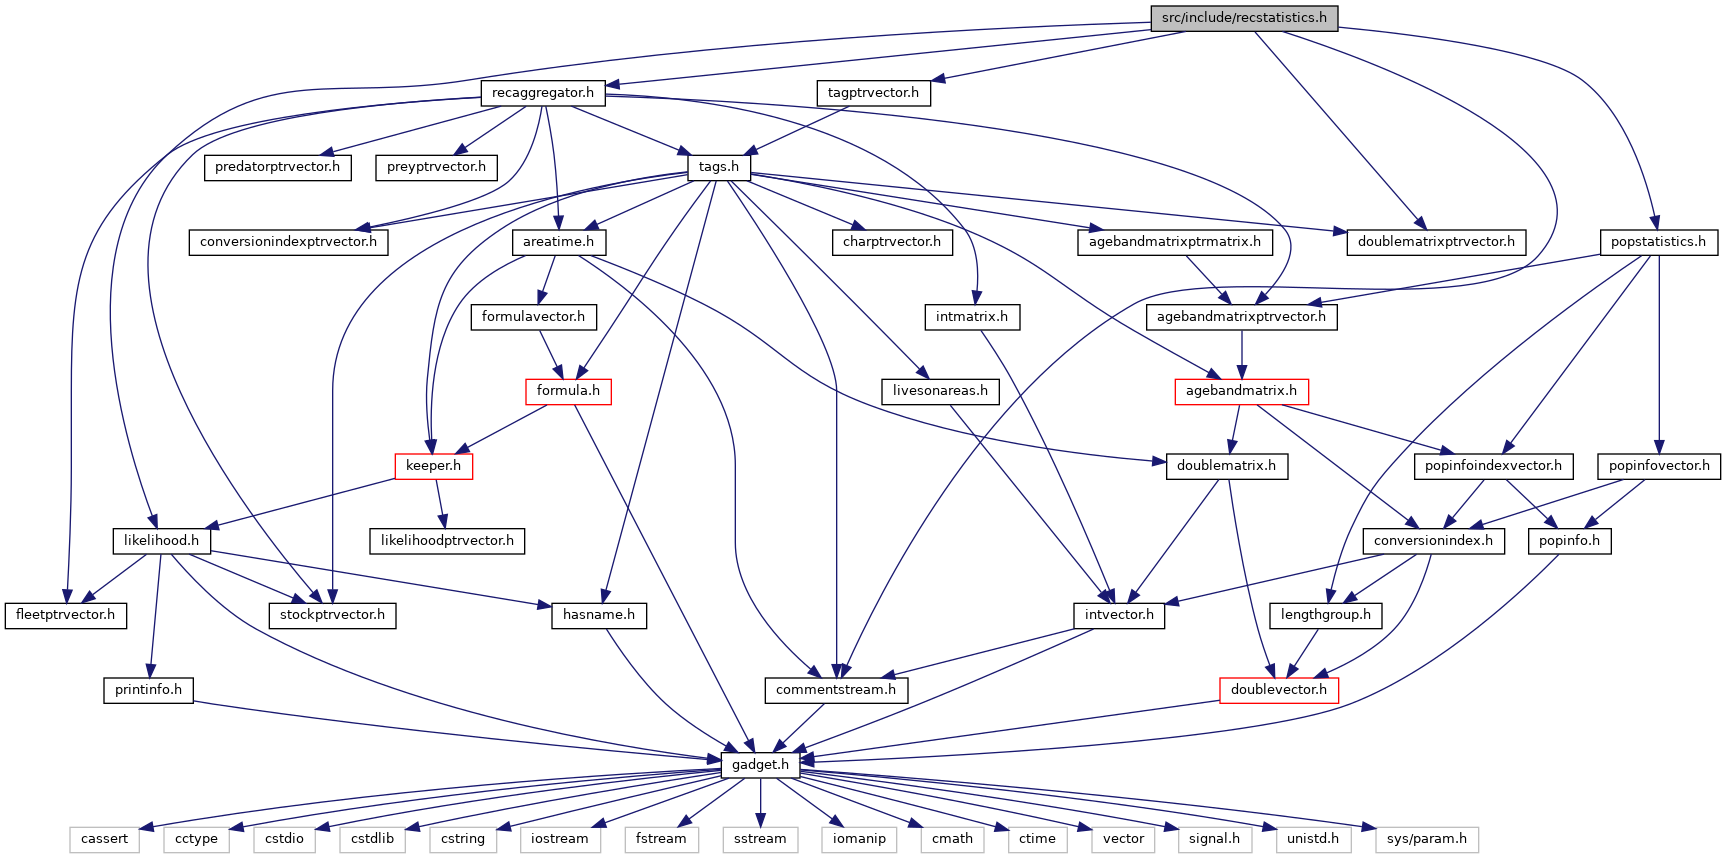 src/include/recstatistics.h
recaggregator.h
tagptrvector.h
predatorptrvector.h
preyptrvector.h
tags.h
conversionindexptrvector.h
areatime.h
charptrvector.h
agebandmatrixptrmatrix.h
doublematrixptrvector.h
popstatistics.h
formulavector.h
intmatrix.h
agebandmatrixptrvector.h
formula.h
livesonareas.h
agebandmatrix.h
keeper.h
doublematrix.h
popinfoindexvector.h
popinfovector.h
likelihood.h
likelihoodptrvector.h
conversionindex.h
popinfo.h
fleetptrvector.h
stockptrvector.h
hasname.h
intvector.h
lengthgroup.h
printinfo.h
commentstream.h
doublevector.h
gadget.h
cassert
cctype
cstdio
cstdlib
cstring
iostream
fstream
sstream
iomanip
cmath
ctime
vector
signal.h
unistd.h
sys/param.h